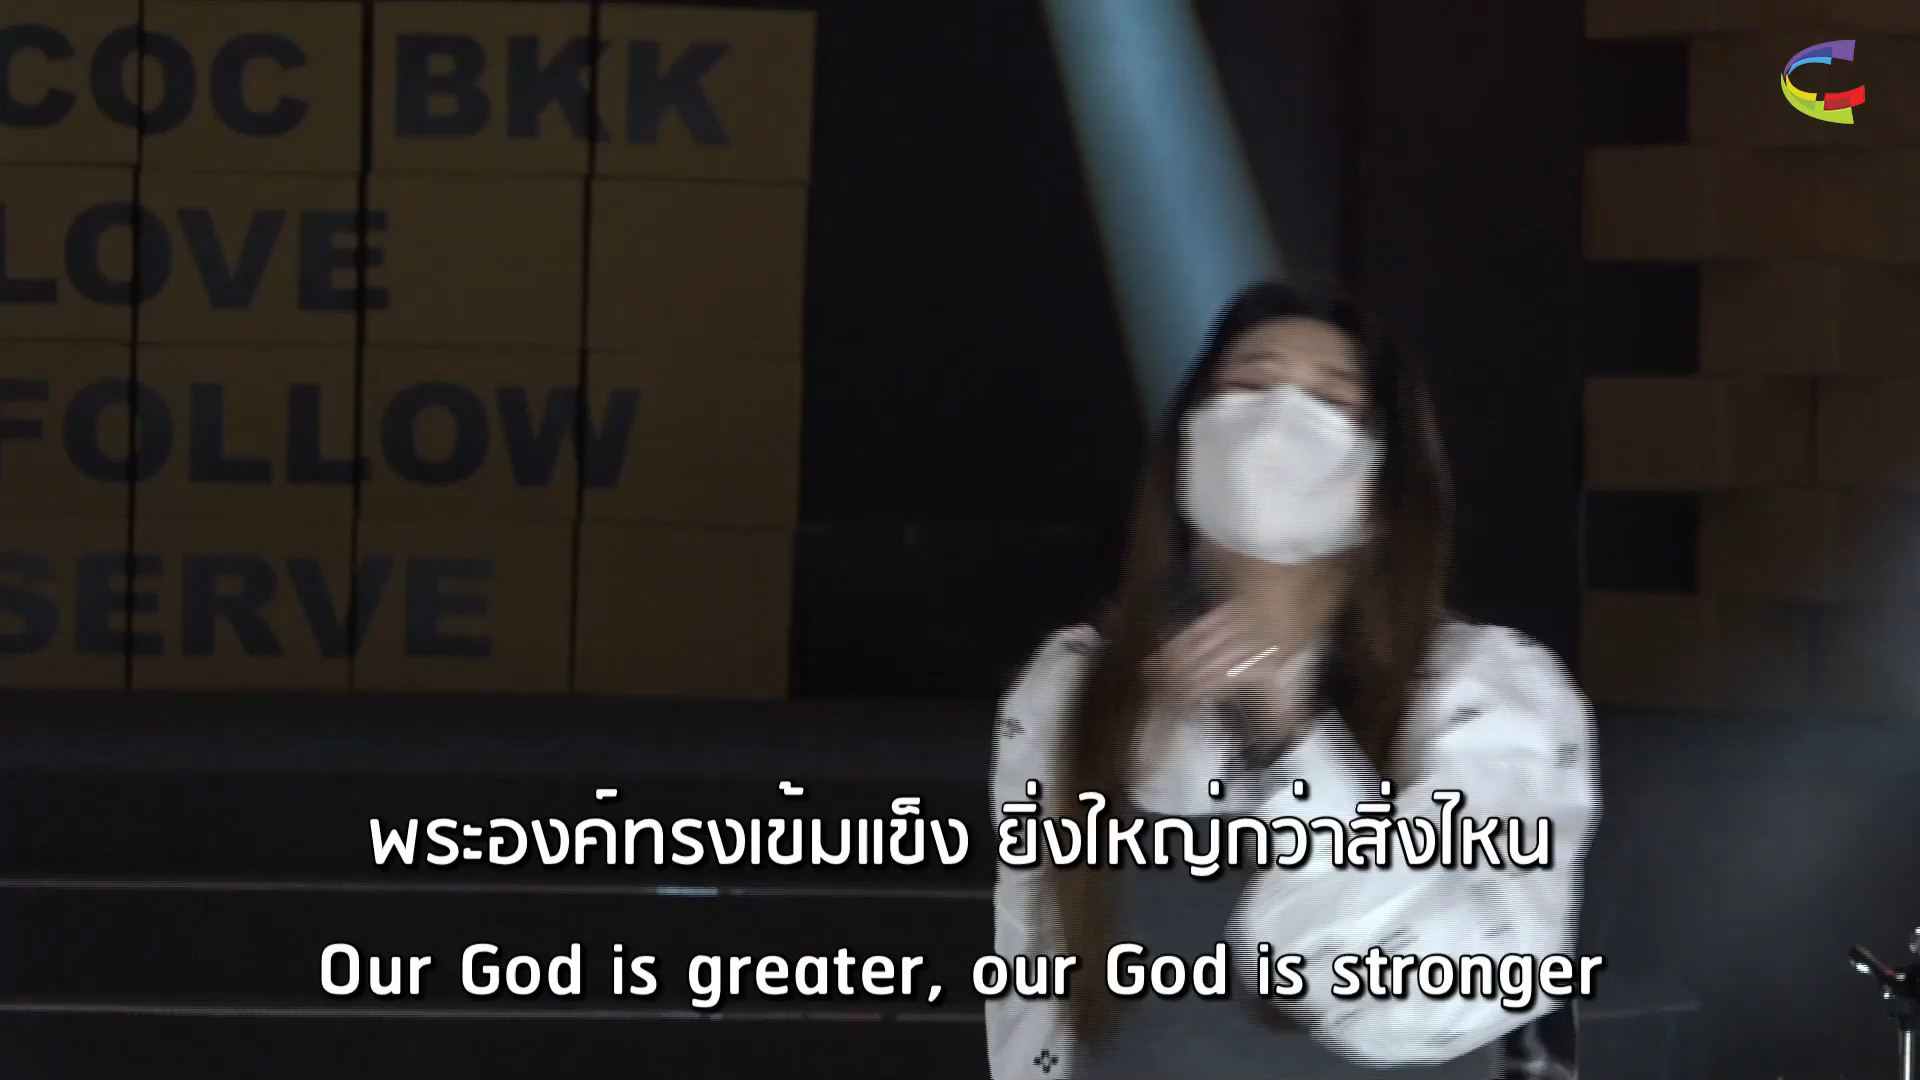 COC BKK
LOVE
FOLLOW
SERVE
พระองค์ทรงเข้มแข็ง ยิ่งใหญ่กว่าสิ่งไหน
Our God is greater, our God is stronger